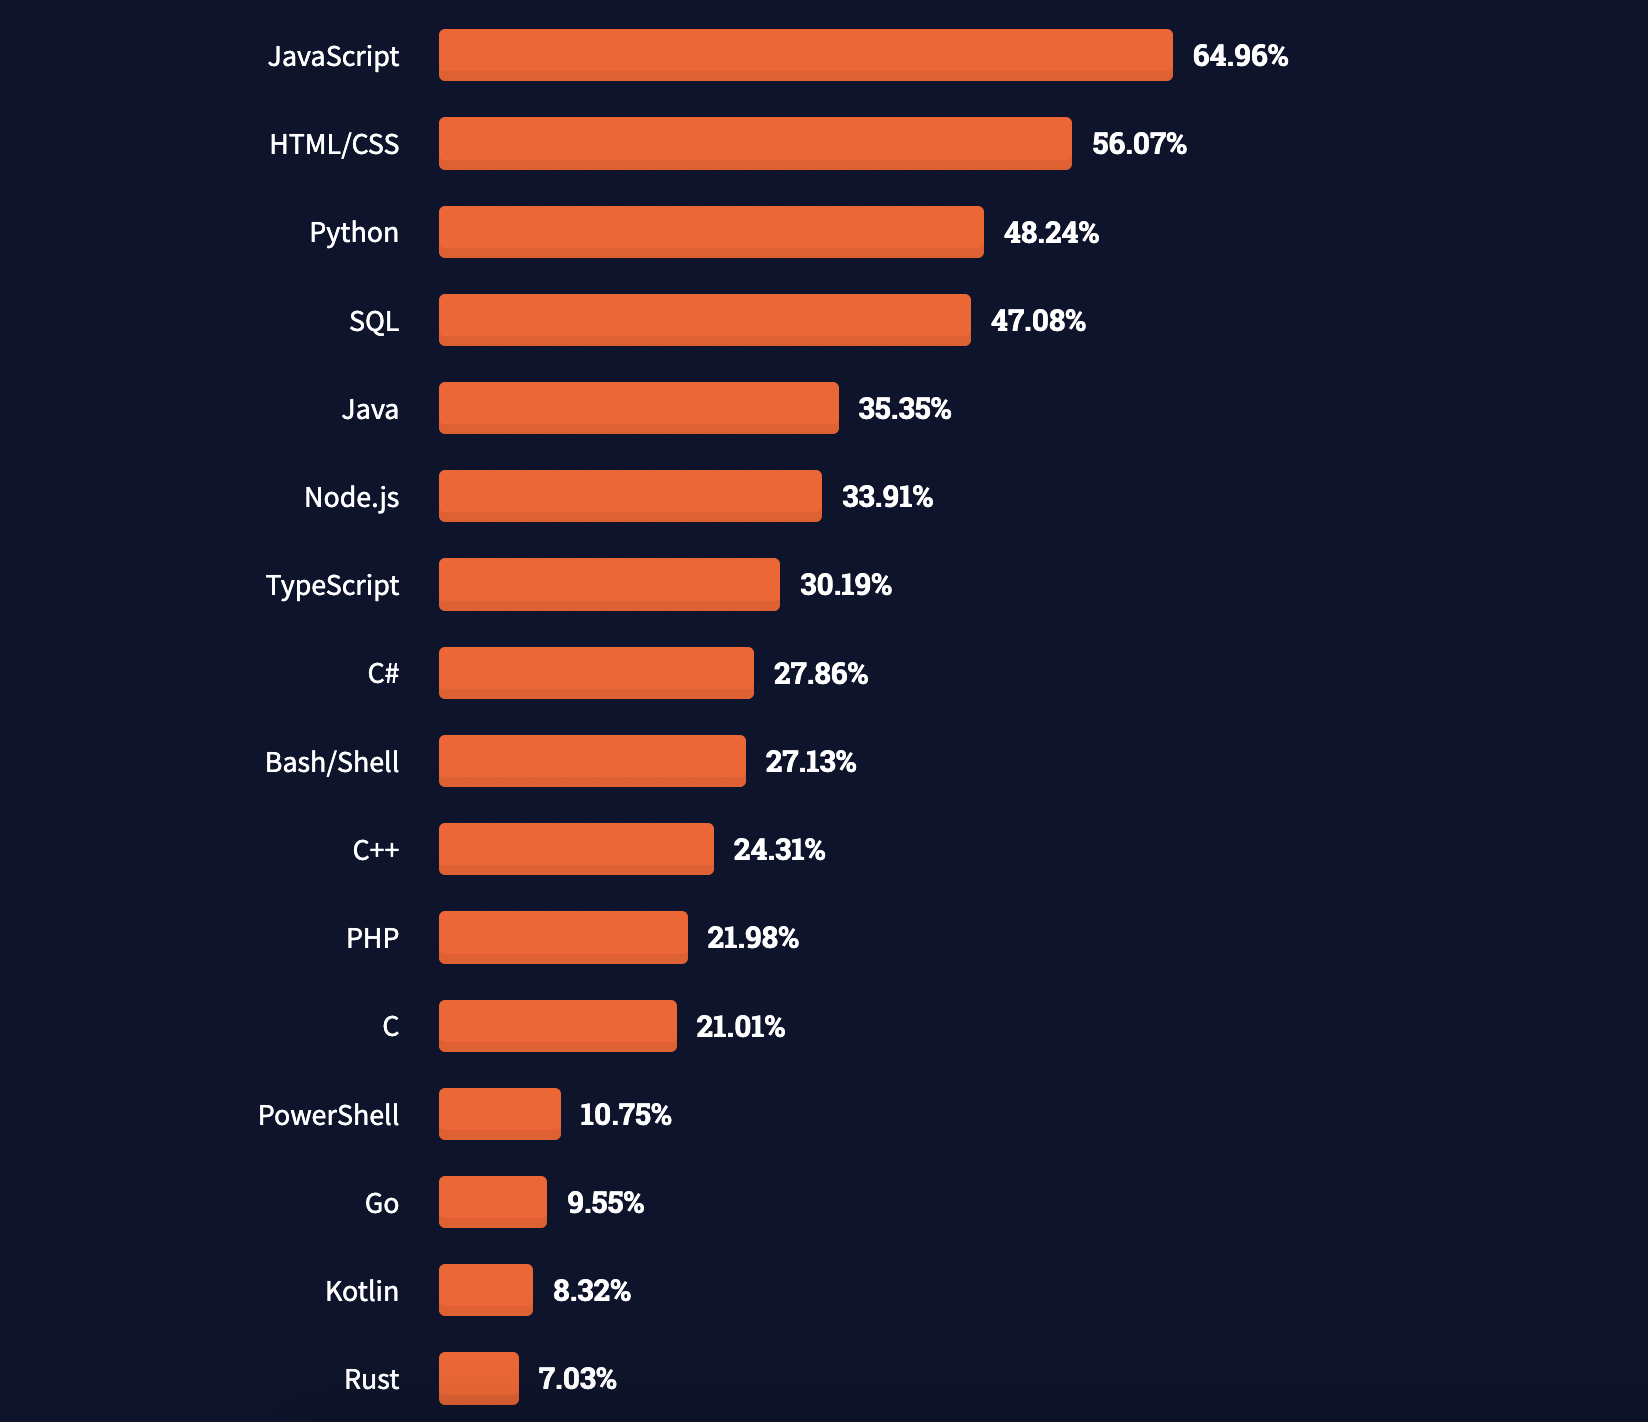 JavaScript 64.96%
HTML/CSS 56.07%
Python 48.24%
SQL 47.08%
Java 35.35%
Node.js 33.91%
TypeScript 30.19%
C# 27.86%
Bash/Shell 27.13%
C++ 24.31%
PHP 21.98%
C 21.01%
PowerShell 10.75%
Go 9.55%
Kotlin 8.32%
Rust 7.03%